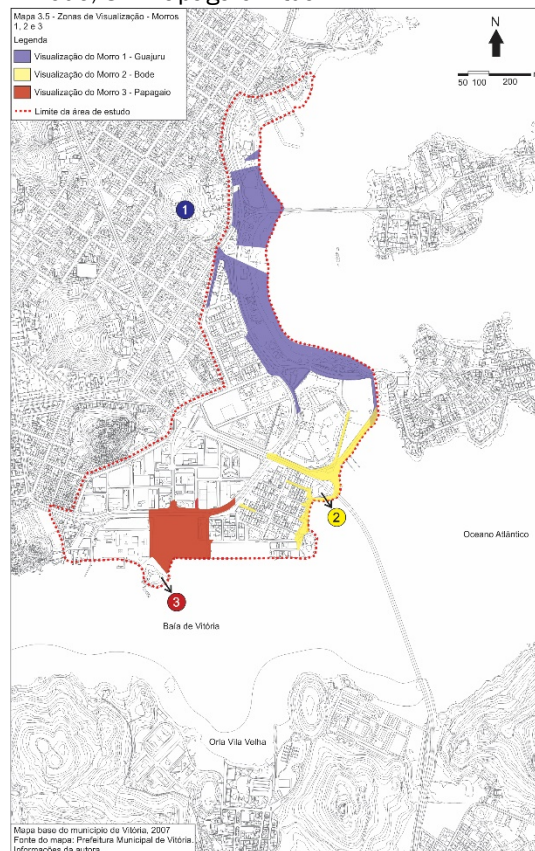 Mapa 3.5 - Zonas de Visualização - Morros
1, 2 e 3
Legenda
Visualização do Morro 1 - Guajuru
Visualização do Morro 2 - Bode
Visualização do Morro 3 - Papagaio
Limite da área de estudo
N
50 100 200
1
2
Oceano Atlântico
3
Baía de Vitória
Orla Vila Velha
Mapa base do município de Vitória, 2007
Fonte do mapa: Prefeitura Municipal de Vitória.
Informações da autora